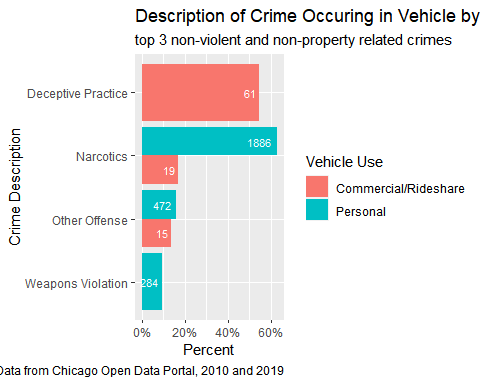 Description of Crime Occuring in Vehicle by
top 3 non-violent and non-property related crimes
Deceptive Practice
61
Narcotics
1886
19
Other Offense
472
15
Weapons Violation
284
Crime Description
0% 20% 40% 60%
Percent
Vehicle Use
Commercial/Rideshare
Personal
Data from Chicago Open Data Portal, 2010 and 2019